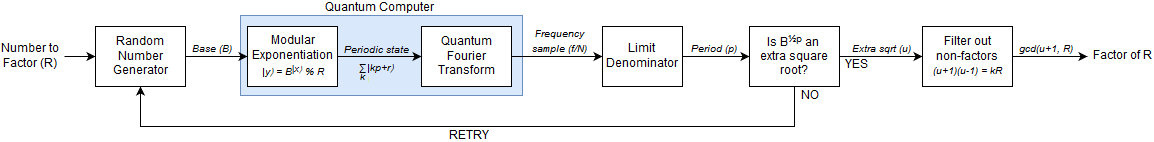 Quantum Computer
Number to
Factor (R)
Random
Number
Generator
Base (B)
Modular
Exponentiation
|y⟩ = B|x⟩ % R
Periodic state
∑|kp+r⟩
k
Quantum
Fourier
Transform
Frequency
sample (f/N)
Limit
Denominator
Period (p)
Is B½p an
extra square
root?
Extra sqrt (u)
YES
NO
Filter out
non-factors
(u+1)(u-1) = kR
gcd(u+1, R)
Factor of R
RETRY